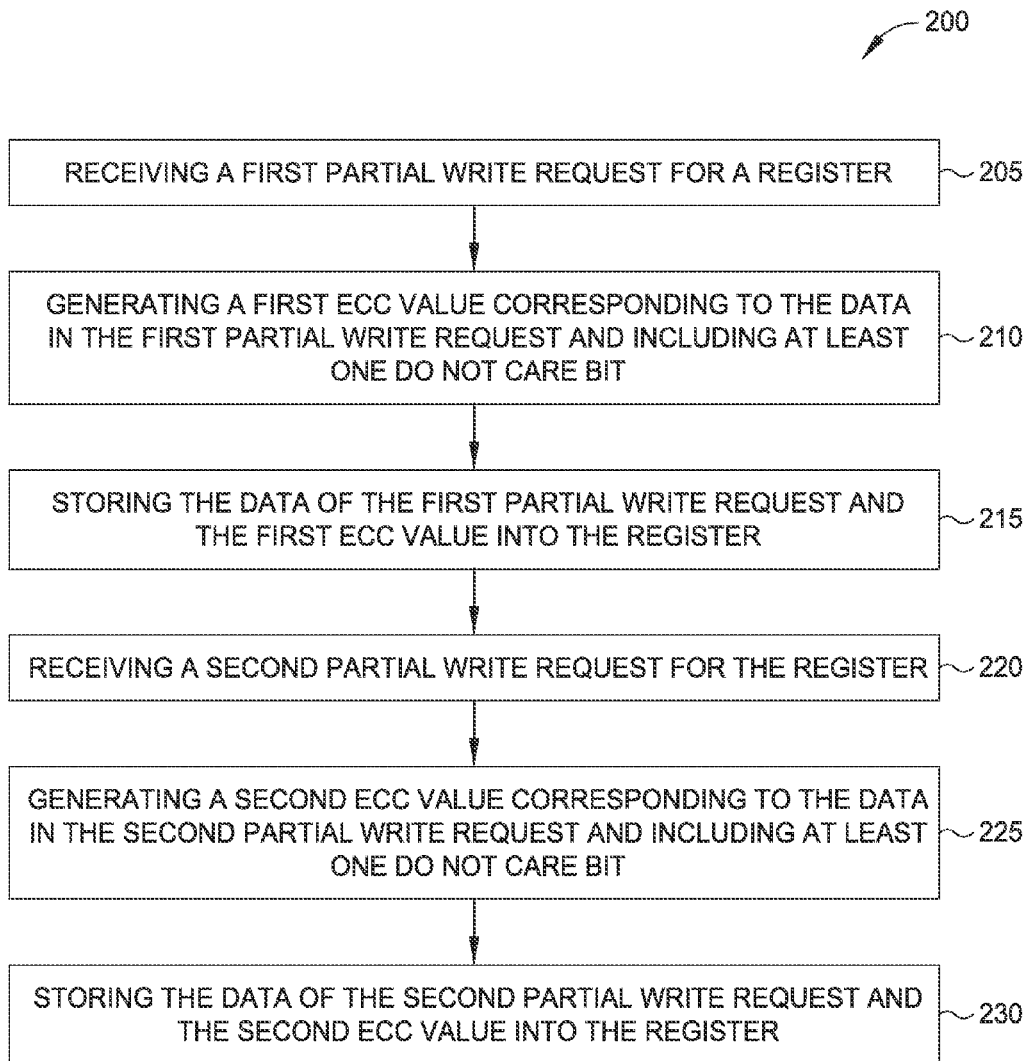 200
RECEIVING A FIRST PARTIAL WRITE REQUEST FOR A REGISTER
205
GENERATING A FIRST ECC VALUE CORRESPONDING TO THE DATA
IN THE FIRST PARTIAL WRITE REQUEST AND INCLUDING AT LEAST
ONE DO NOT CARE BIT
210
STORING THE DATA OF THE FIRST PARTIAL WRITE REQUEST AND
THE FIRST ECC VALUE INTO THE REGISTER
215
RECEIVING A SECOND PARTIAL WRITE REQUEST FOR THE REGISTER
220
GENERATING A SECOND ECC VALUE CORRESPONDING TO THE DATA
IN THE SECOND PARTIAL WRITE REQUEST AND INCLUDING AT LEAST
ONE DO NOT CARE BIT
225
STORING THE DATA OF THE SECOND PARTIAL WRITE REQUEST AND
THE SECOND ECC VALUE INTO THE REGISTER
230